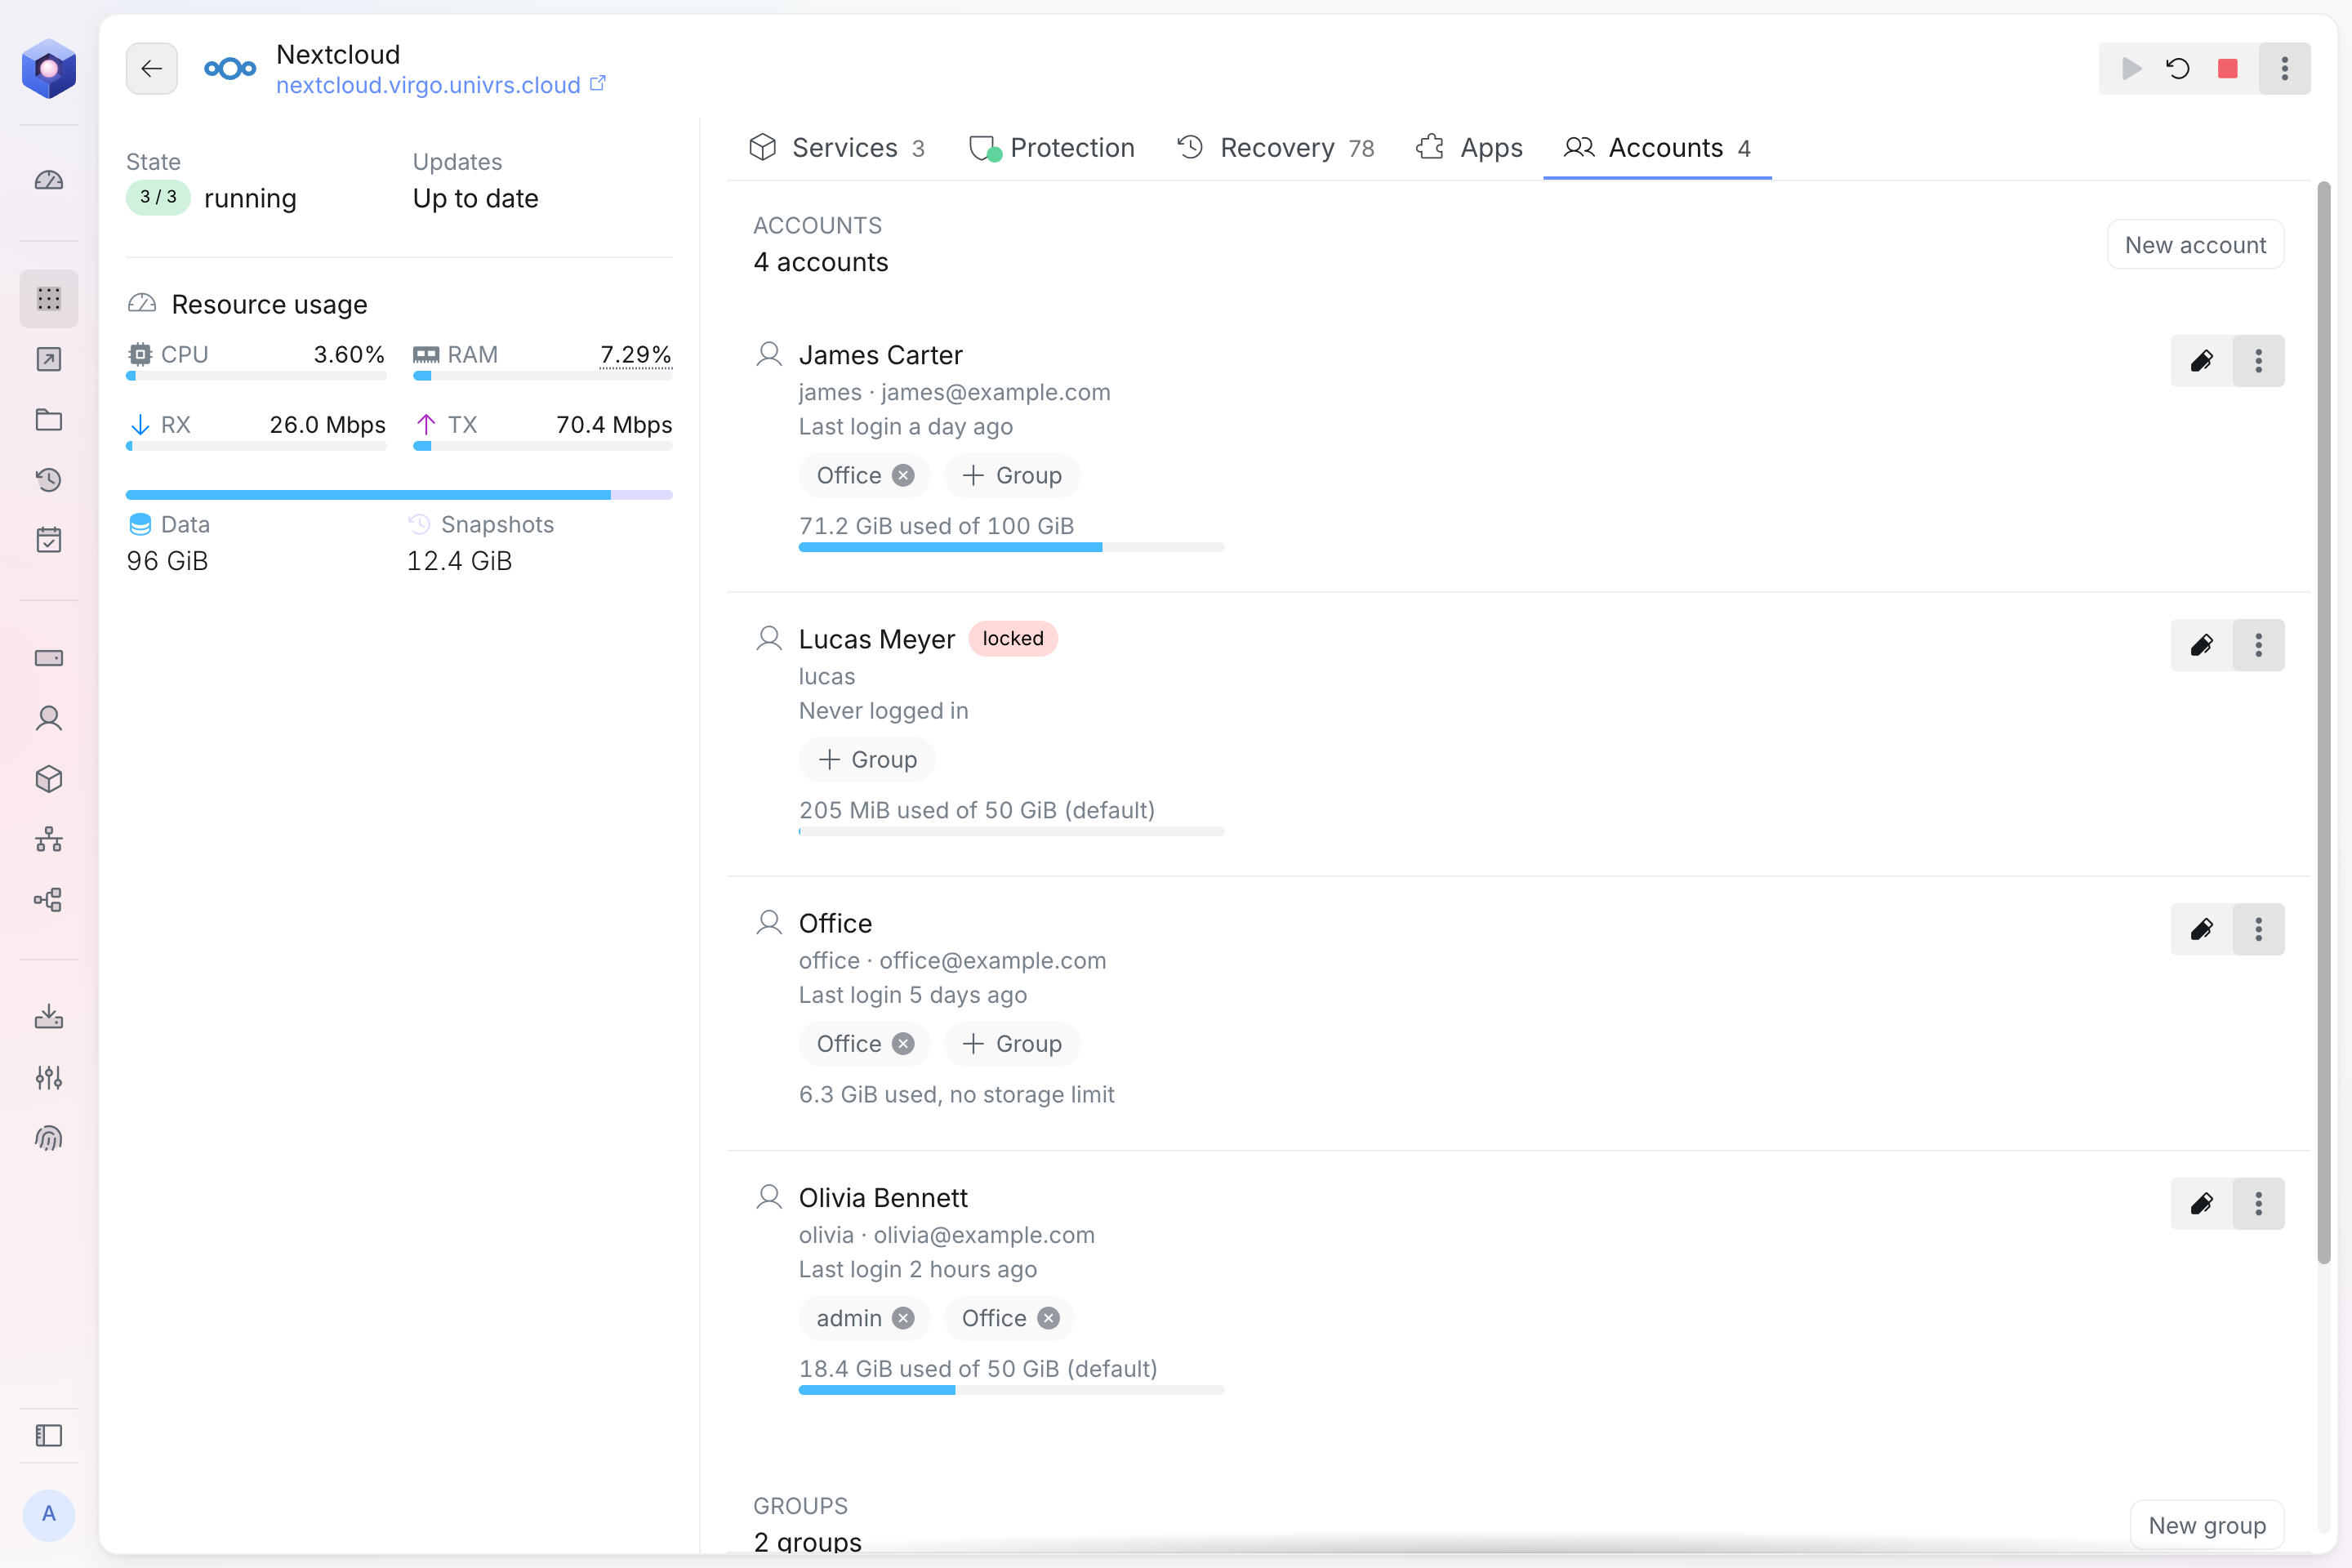 Nextcloud
nextcloud.virgo.univrs.cloud
State
3 / 3 running
Updates
Up to date
Resource usage
CPU 3.60%
RAM 7.29%
RX 26.0 Mbps
TX 70.4 Mbps
Data
96 GiB
Snapshots
12.4 GiB
A
Services 3
Protection
Recovery 78
Apps
Accounts 4
ACCOUNTS
4 accounts
New account
James Carter
james · james@example.com
Last login a day ago
Office
Group
71.2 GiB used of 100 GiB
Lucas Meyer locked
lucas
Never logged in
Group
205 MiB used of 50 GiB (default)
Office
office · office@example.com
Last login 5 days ago
Office
Group
6.3 GiB used, no storage limit
Olivia Bennett
olivia · olivia@example.com
Last login 2 hours ago
admin
Office
18.4 GiB used of 50 GiB (default)
GROUPS
2 groups
New group